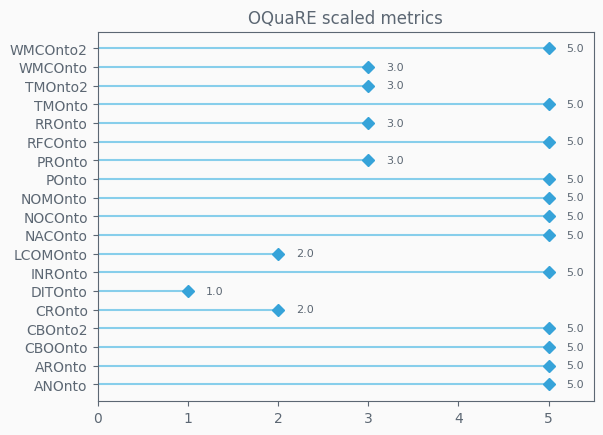 OQuaRE scaled metrics
WMCOnto2 5.0
WMCOnto 3.0
TMOnto2 3.0
TMOnto 5.0
RROnto 3.0
RFCOnto 5.0
PROnto 3.0
POnto 5.0
NOMOnto 5.0
NOCOnto 5.0
NACOnto 5.0
LCOMOnto 2.0
INROnto 5.0
DITOnto 1.0
CROnto 2.0
CBOnto2 5.0
CBOOnto 5.0
AROnto 5.0
ANOnto 5.0
0 1 2 3 4 5